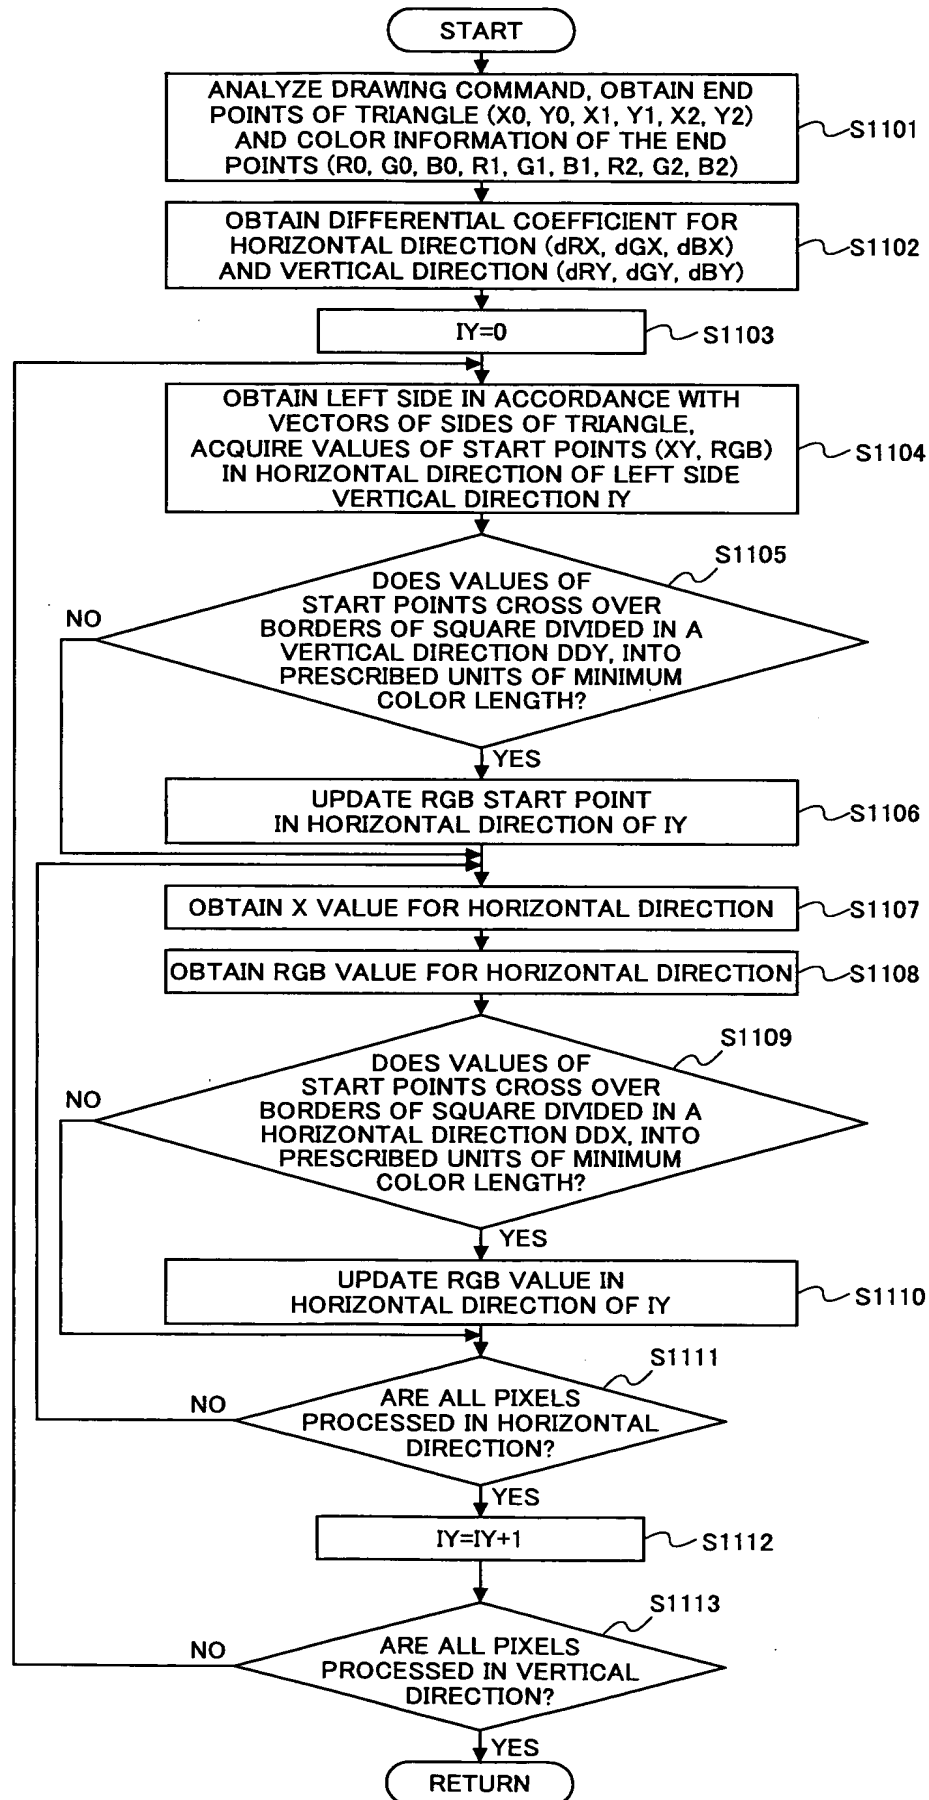 START
ANALYZE DRAWING COMMAND, OBTAIN END
POINTS OF TRIANGLE (X0, Y0, X1, Y1, X2, Y2)
AND COLOR INFORMATION OF THE END
POINTS (R0, G0, B0, R1, G1, B1, R2, G2, B2)
S1101
OBTAIN DIFFERENTIAL COEFFICIENT FOR
HORIZONTAL DIRECTION (dRX, dGX, dBX)
AND VERTICAL DIRECTION (dRY, dGY, dBY)
S1102
IY=0
S1103
OBTAIN LEFT SIDE IN ACCORDANCE WITH
VECTORS OF SIDES OF TRIANGLE,
ACQUIRE VALUES OF START POINTS (XY, RGB)
IN HORIZONTAL DIRECTION OF LEFT SIDE
VERTICAL DIRECTION IY
S1104
S1105
DOES VALUES OF
START POINTS CROSS OVER
BORDERS OF SQUARE DIVIDED IN A
VERTICAL DIRECTION DDY, INTO
PRESCRIBED UNITS OF MINIMUM
COLOR LENGTH?
NO
YES
UPDATE RGB START POINT
IN HORIZONTAL DIRECTION OF IY
S1106
OBTAIN X VALUE FOR HORIZONTAL DIRECTION
S1107
OBTAIN RGB VALUE FOR HORIZONTAL DIRECTION
S1108
S1109
DOES VALUES OF
START POINTS CROSS OVER
BORDERS OF SQUARE DIVIDED IN A
HORIZONTAL DIRECTION DDX, INTO
PRESCRIBED UNITS OF MINIMUM
COLOR LENGTH?
NO
YES
UPDATE RGB VALUE IN
HORIZONTAL DIRECTION OF IY
S1110
S1111
ARE ALL PIXELS
PROCESSED IN HORIZONTAL
DIRECTION?
NO
YES
IY=IY+1
S1112
S1113
ARE ALL PIXELS
PROCESSED IN VERTICAL
DIRECTION?
NO
YES
RETURN